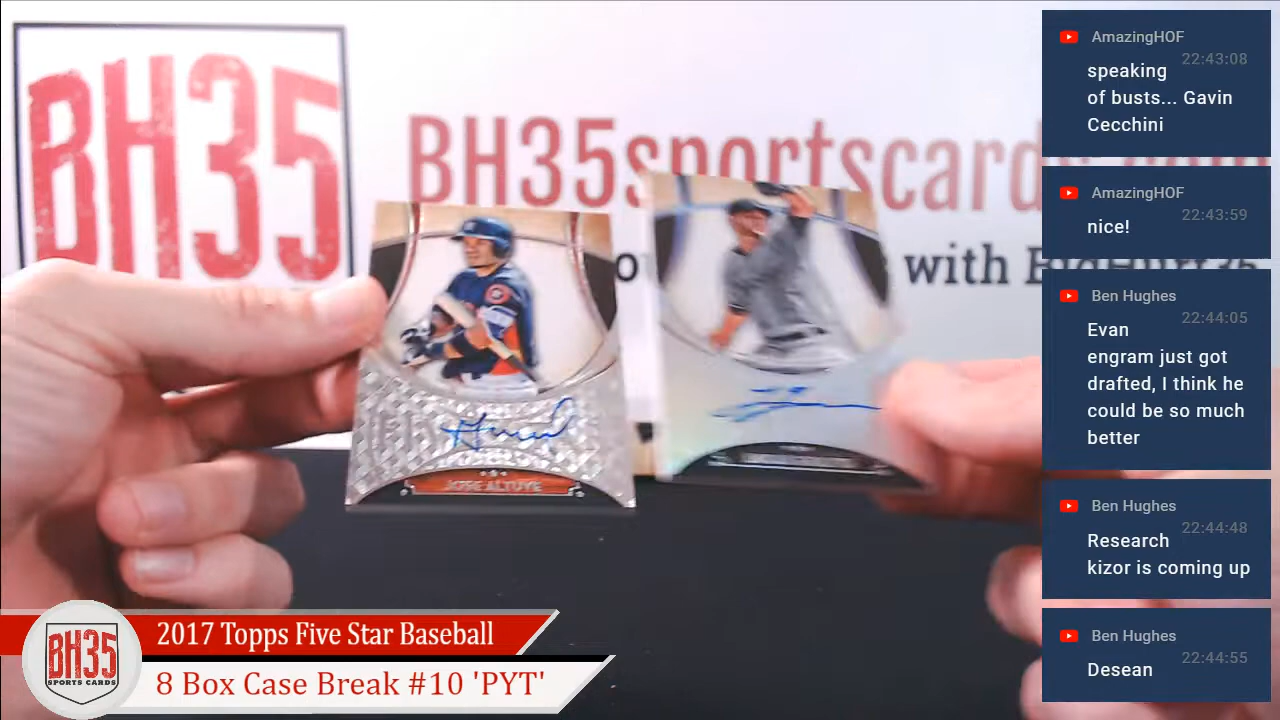 BH35
BH35sportscards.com
with
JOSE ALTUVE
AmazingHOF
22:43:08
speaking
of busts... Gavin
Cecchini
AmazingHOF
22:43:59
nice!
Ben Hughes
22:44:05
Evan
engram just got
drafted, I think he
could be so much
better
Ben Hughes
22:44:48
Research
kizor is coming up
Ben Hughes
22:44:55
Desean
BH35
SPORTS CARDS
2017 Topps Five Star Baseball
8 Box Case Break #10 'PYT'